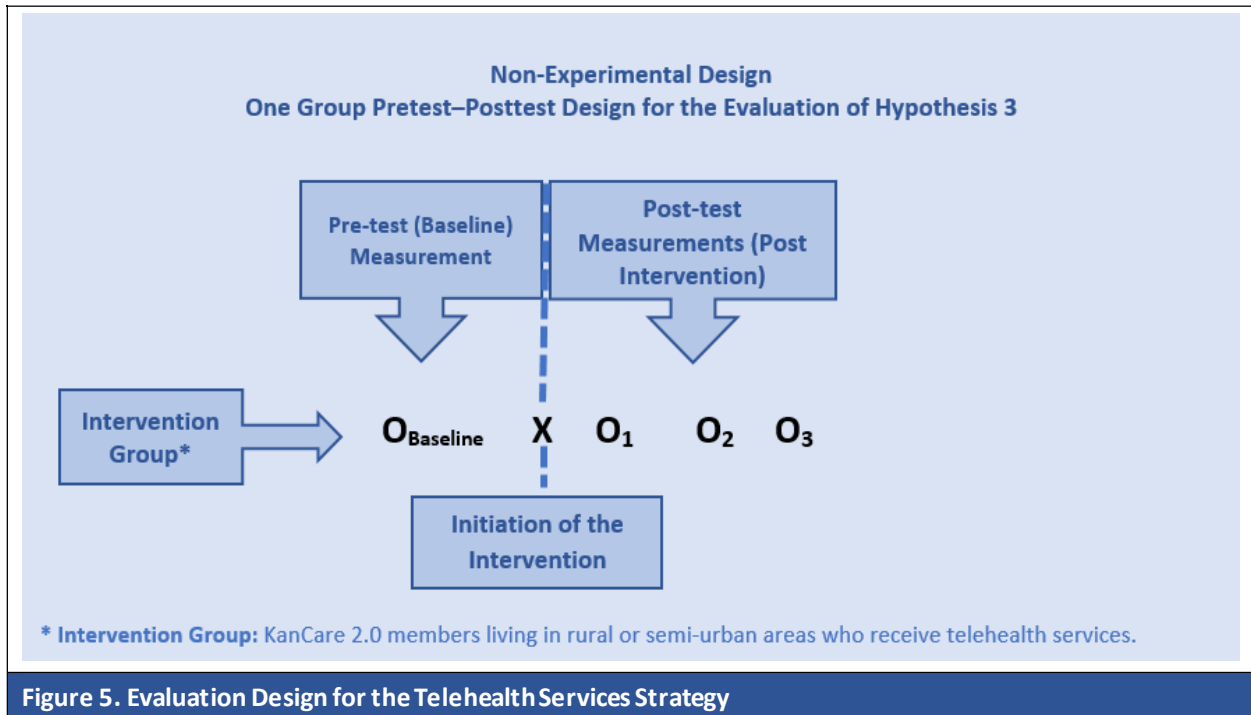 Non-Experimental Design
One Group Pretest–Posttest Design for the Evaluation of Hypothesis 3
Pre-test (Baseline)
Measurement
Post-test
Measurements (Post
Intervention)
Intervention
Group*
OBaseline X O1 O2 O3
Initiation of the
Intervention
* Intervention Group: KanCare 2.0 members living in rural or semi-urban areas who receive telehealth services.
Figure 5. Evaluation Design for the Telehealth Services Strategy